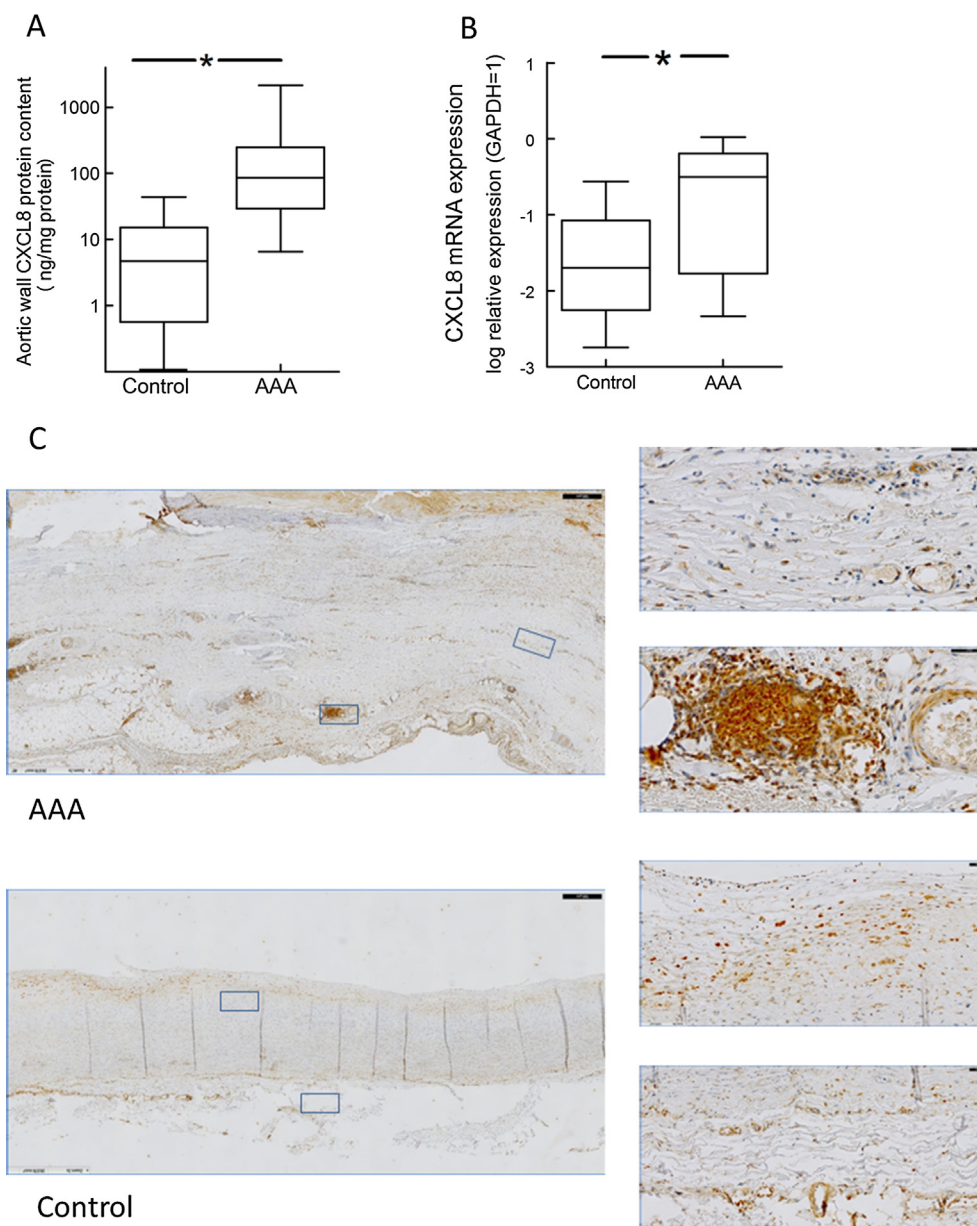 A
*
Aortic wall CXCL8 protein content
( ng/mg protein)
1000
100
10
1
Control
AAA
B
*
CXCL8 mRNA expression
log relative expression (GAPDH=1)
1
0
-1
-2
-3
Control
AAA
C
AAA
Control